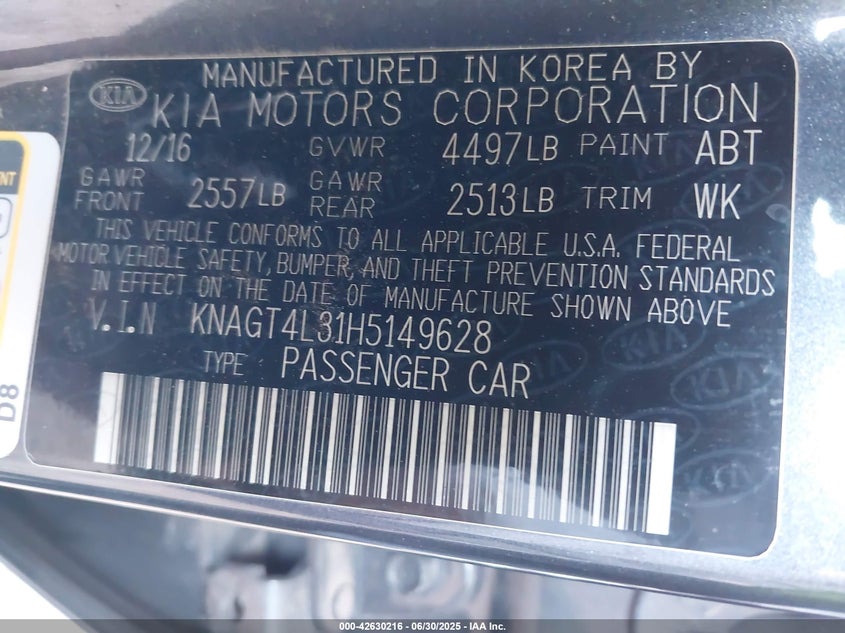 MANUFACTURED IN KOREA BY
KIA KIA MOTORS CORPORATION
12/16 GVWR 4497LB PAINT ABT
GAWR FRONT 2557LB GAWR REAR 2513LB TRIM WK
THIS VEHICLE CONFORMS TO ALL APPLICABLE U.S.A. FEDERAL
MOTOR VEHICLE SAFETY, BUMPER, AND THEFT PREVENTION STANDARDS
IN EFFECT ON THE DATE OF MANUFACTURE SHOWN ABOVE
V.I.N KNAGT4L31H5149628
TYPE PASSENGER CAR
D8
000-42630216 - 06/30/2025 - IAA Inc.